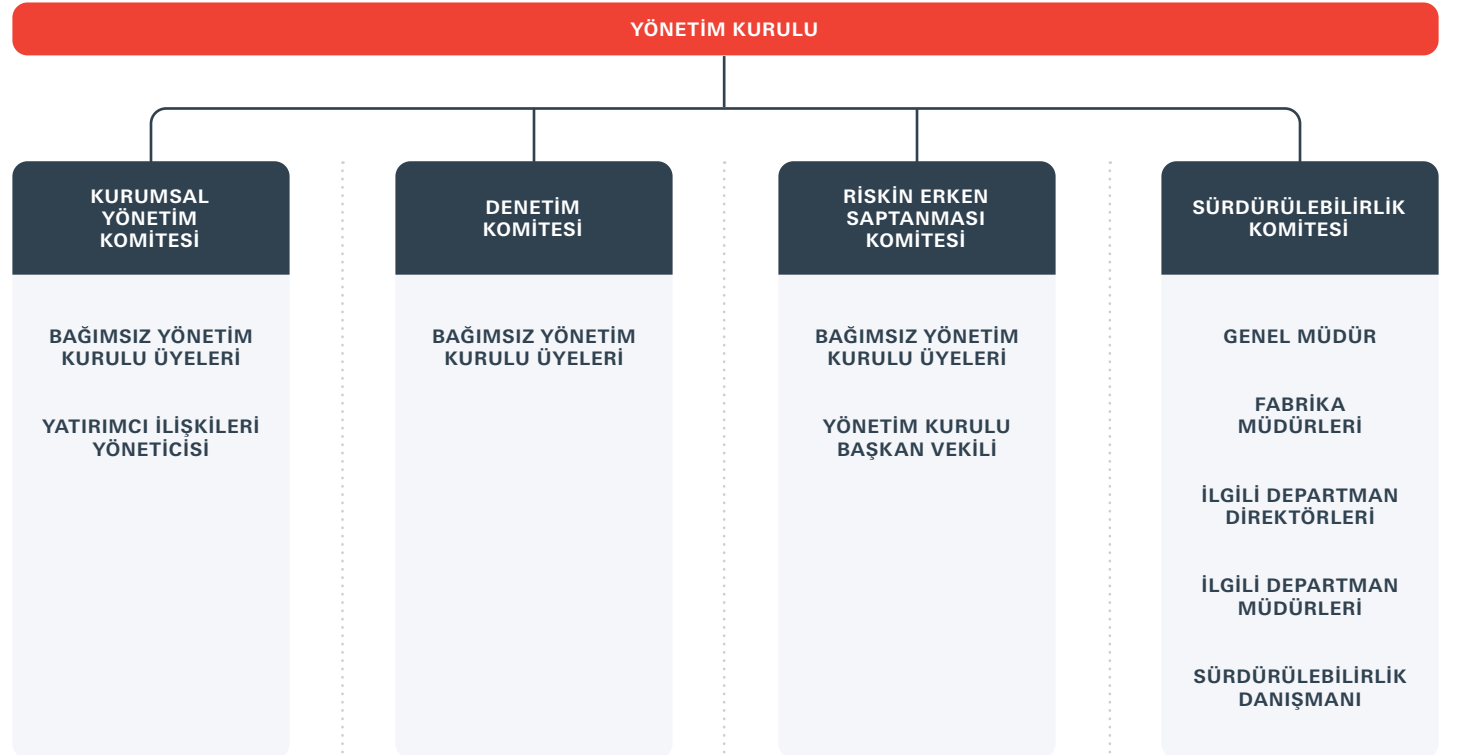 YÖNETİM KURULU
KURUMSAL
YÖNETİM
KOMİTESİ
BAĞIMSIZ YÖNETİM
KURULU ÜYELERİ
YATIRIMCI İLİŞKİLERİ
YÖNETİCİSİ
DENETİM
KOMİTESİ
BAĞIMSIZ YÖNETİM
KURULU ÜYELERİ
RİSKİN ERKEN
SAPTANMASI
KOMİTESİ
BAĞIMSIZ YÖNETİM
KURULU ÜYELERİ
YÖNETİM KURULU
BAŞKAN VEKİLİ
SÜRDÜRÜLEBİLİRLİK
KOMİTESİ
GENEL MÜDÜR
FABRİKA
MÜDÜRLERİ
İLGİLİ DEPARTMAN
DİREKTÖRLERİ
İLGİLİ DEPARTMAN
MÜDÜRLERİ
SÜRDÜRÜLEBİLİRLİK
DANIŞMANI